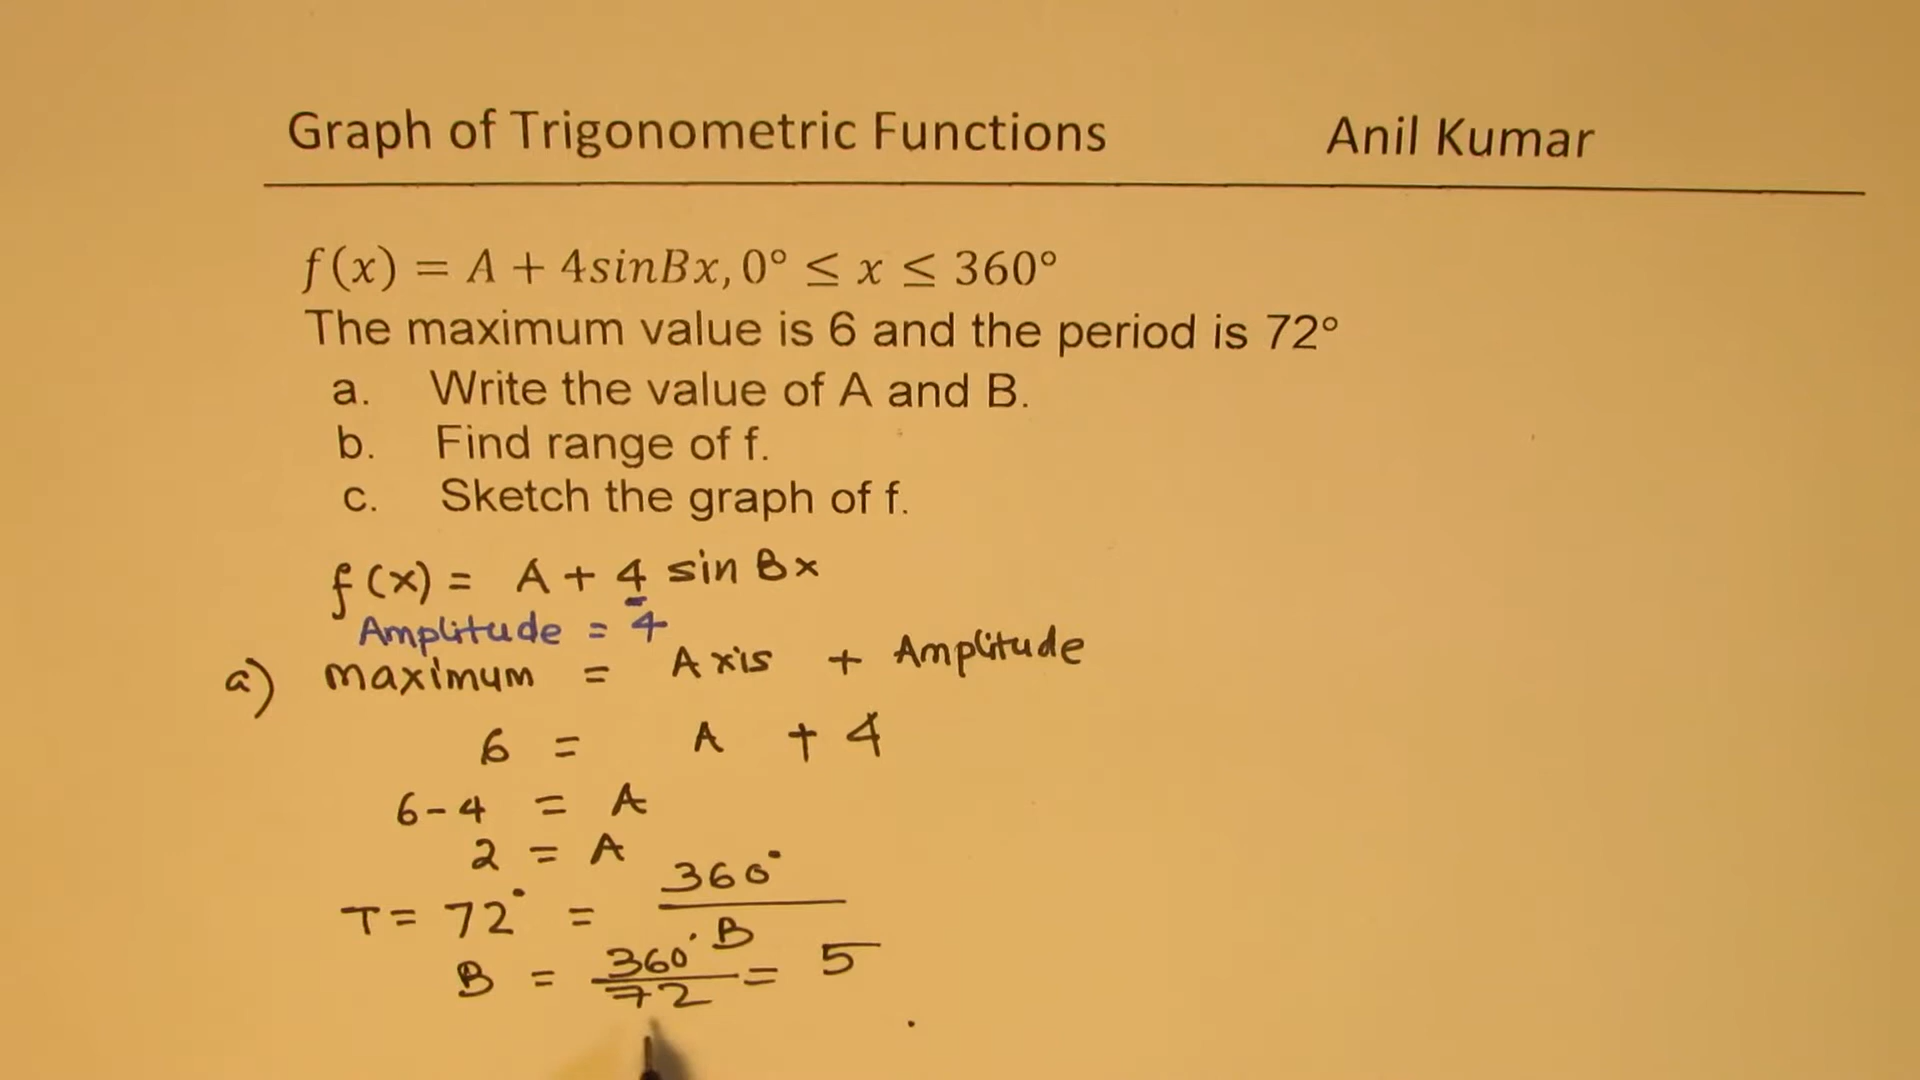 Graph of Trigonometric Functions Anil Kumar
f(x) = A + 4sinBx, 0° ≤ x ≤ 360°
The maximum value is 6 and the period is 72°
a. Write the value of A and B.
b. Find range of f.
c. Sketch the graph of f.
f(x) = A + 4 sin Bx
Amplitude = 4
a) maximum = Axis + Amplitude
6 = A + 4
6-4 = A
2 = A
T = 72° = 360°/B
B = 360°/72 = 5